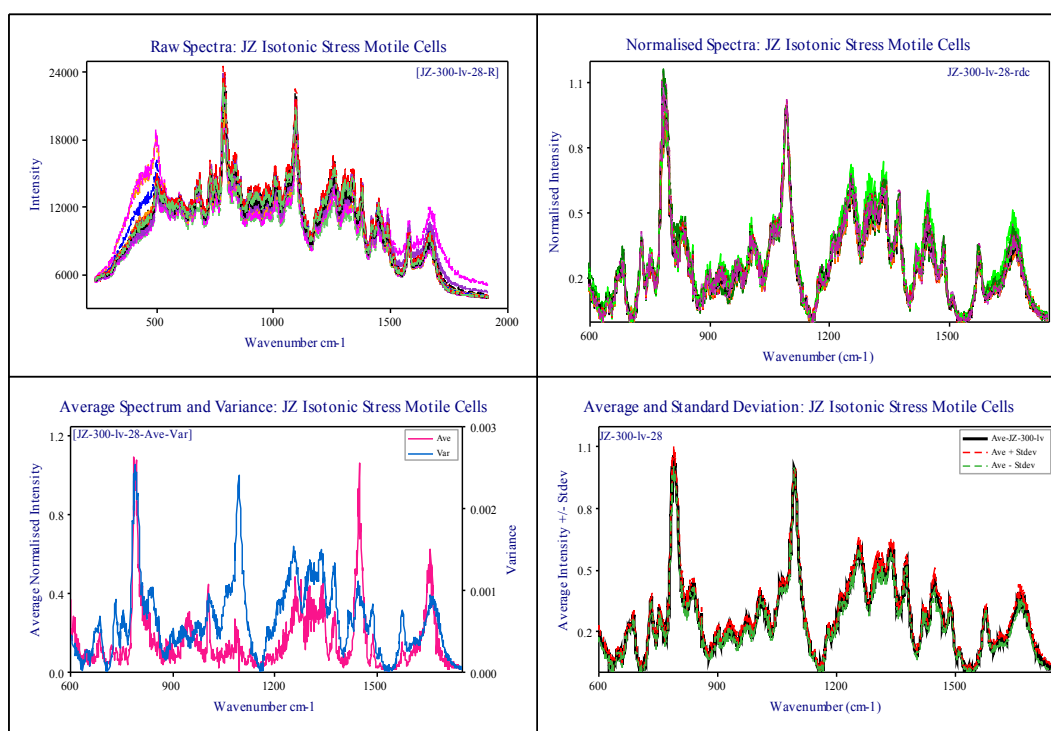 Raw Spectra: JZ Isotonic Stress Motile Cells
[JZ-300-lv-28-R]
24000
18000
12000
6000
Intensity
500
1000
1500
2000
Wavenumber cm-1
Normalised Spectra: JZ Isotonic Stress Motile Cells
JZ-300-lv-28-rdc
1.1
0.8
0.5
0.2
Normalised Intensity
600
900
1200
1500
Wavenumber (cm-1)
Average Spectrum and Variance: JZ Isotonic Stress Motile Cells
[JZ-300-lv-28-Ave-Var]
Ave
Var
1.2
0.8
0.4
0.0
Average Normalised Intensity
0.003
0.002
0.001
0.000
Variance
600
900
1200
1500
Wavenumber cm-1
Average and Standard Deviation: JZ Isotonic Stress Motile Cells
JZ-300-lv-28
Ave-JZ-300-lv
Ave + Stdev
Ave - Stdev
1.1
0.8
0.5
0.2
Average Intensity +/- Stdev
600
900
1200
1500
Wavenumber (cm-1)